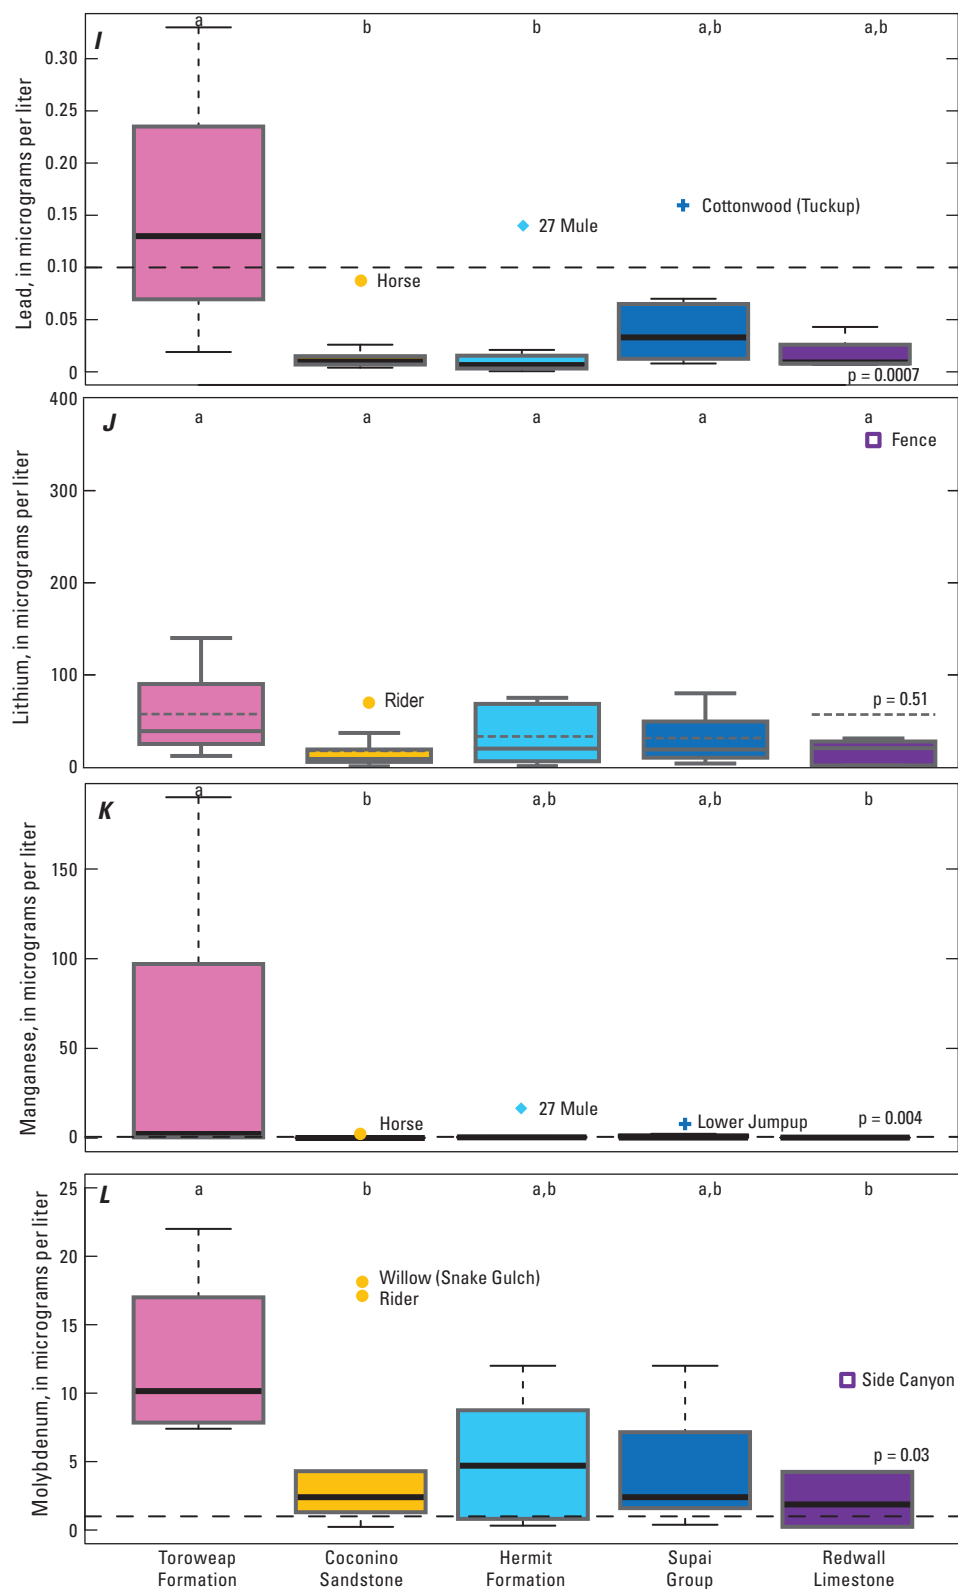 I
a b b a,b a,b
Lead, in micrograms per liter
0.30
0.25
0.20
0.15
0.10
0.05
0
Cottonwood (Tuckup)
27 Mule
Horse
p = 0.0007
J
a a a a a
Lithium, in micrograms per liter
400
300
200
100
0
Fence
Rider
p = 0.51
K
a b a,b a,b b
Manganese, in micrograms per liter
150
100
50
0
27 Mule
Horse
Lower Jumpup
p = 0.004
L
a b a,b a,b b
Molybdenum, in micrograms per liter
25
20
15
10
5
0
Willow (Snake Gulch)
Rider
Side Canyon
p = 0.03
Toroweap
Formation
Coconino
Sandstone
Hermit
Formation
Supai
Group
Redwall
Limestone